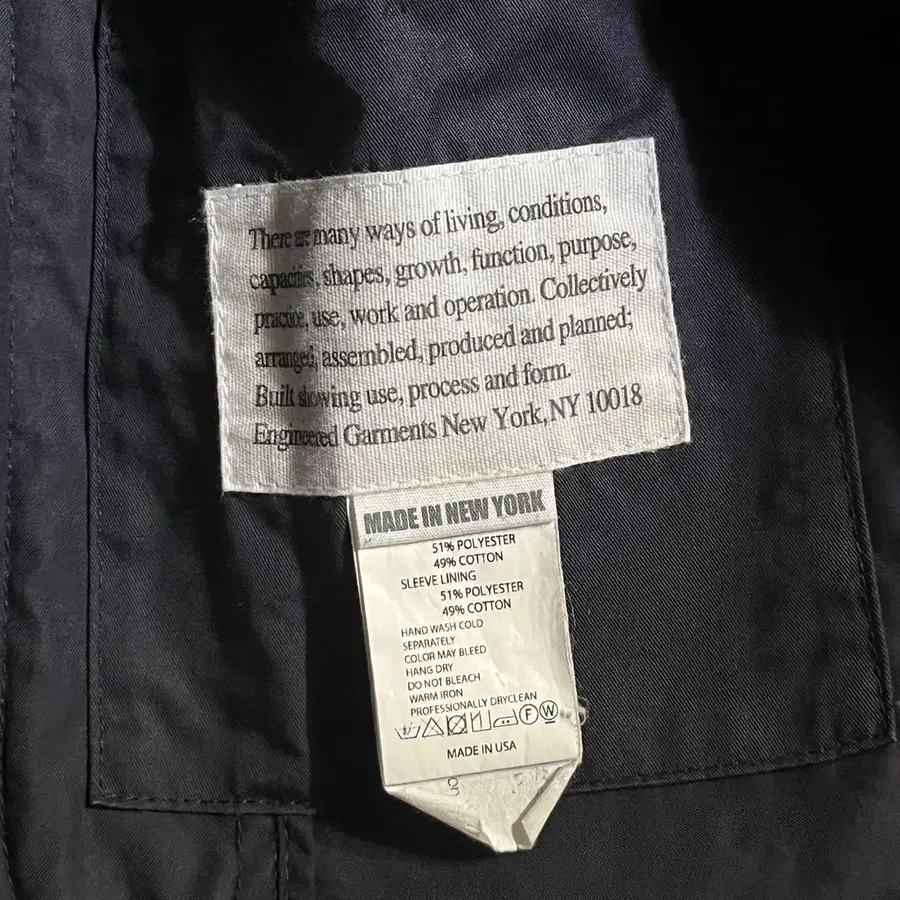 There are many ways of living, conditions,
capacities, shapes, growth, function, purpose,
practice, use, work and operation. Collectively
arranged, assembled, produced and planned;
Built showing use, process and form.
Engineered Garments New York, NY 10018
MADE IN NEW YORK
51% POLYESTER
49% COTTON
SLEEVE LINING
51% POLYESTER
49% COTTON
HAND WASH COLD
SEPARATELY
COLOR MAY BLEED
HANG DRY
DO NOT BLEACH
WARM IRON
PROFESSIONALLY DRYCLEAN
F W
MADE IN USA